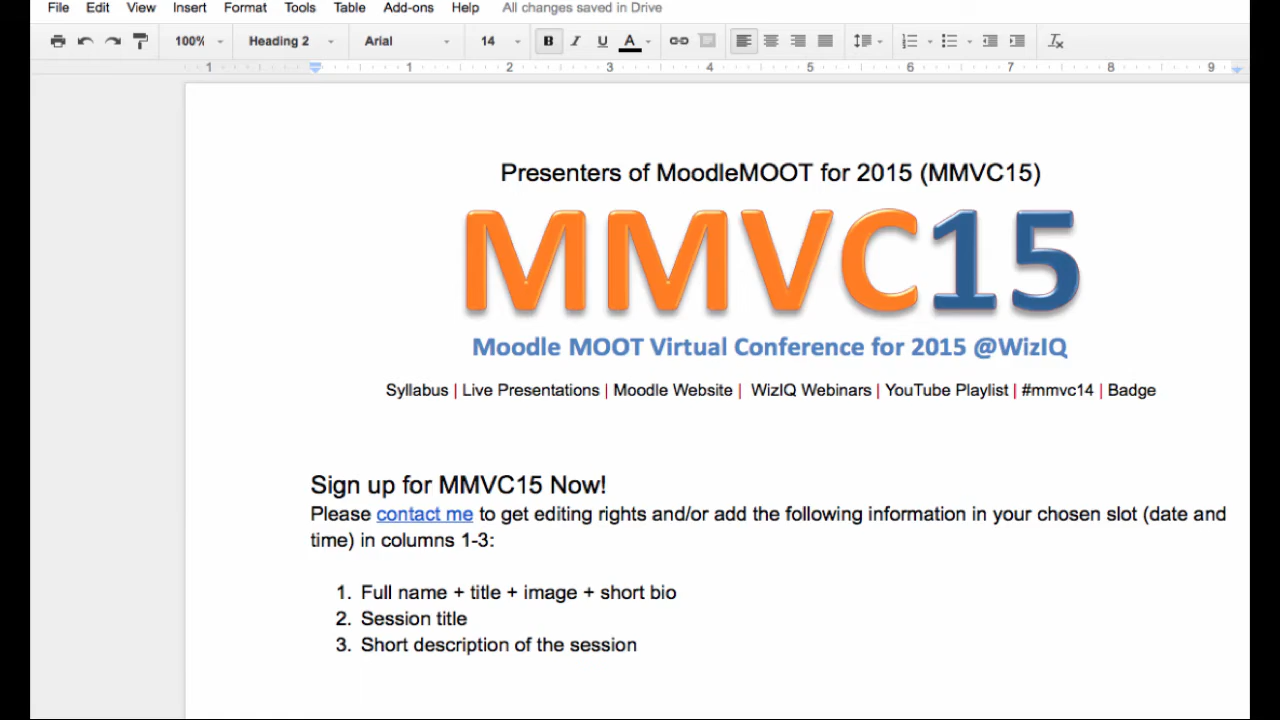 File Edit View Insert Format Tools Table Add-ons Help All changes saved in Drive
100% Heading 2 Arial 14 B I U A
1 1 2 3 4 5 6 7 8 9
Presenters of MoodleMOOT for 2015 (MMVC15)
MMVC15
Moodle MOOT Virtual Conference for 2015 @WizIQ
Syllabus | Live Presentations | Moodle Website | WizIQ Webinars | YouTube Playlist | #mmvc14 | Badge
Sign up for MMVC15 Now!
Please contact me to get editing rights and/or add the following information in your chosen slot (date and
time) in columns 1-3:
1. Full name + title + image + short bio
2. Session title
3. Short description of the session